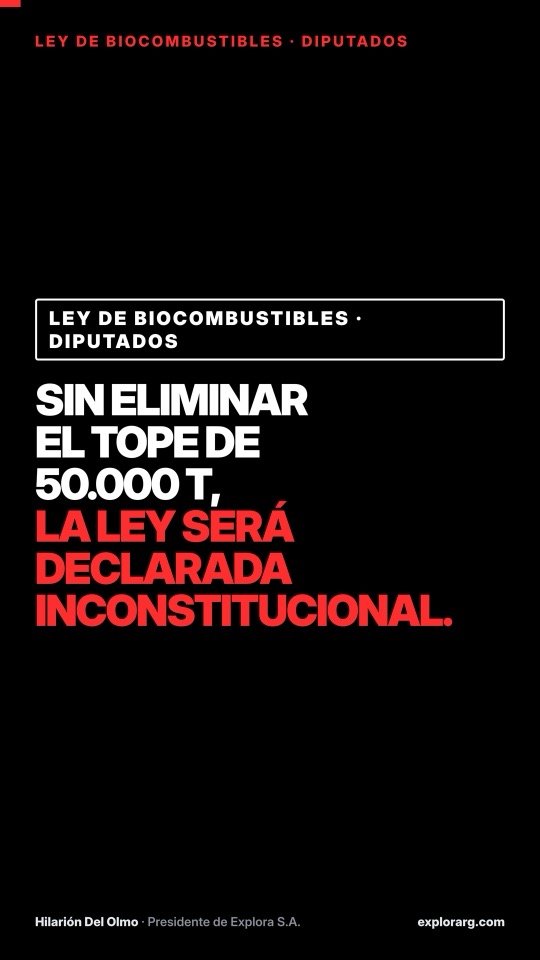 LEY DE BIOCOMBUSTIBLES · DIPUTADOS
LEY DE BIOCOMBUSTIBLES ·
DIPUTADOS
SIN ELIMINAR
EL TOPE DE
50.000 T,
LA LEY SERÁ
DECLARADA
INCONSTITUCIONAL.
Hilarión Del Olmo · Presidente de Explora S.A.
explorarg.com